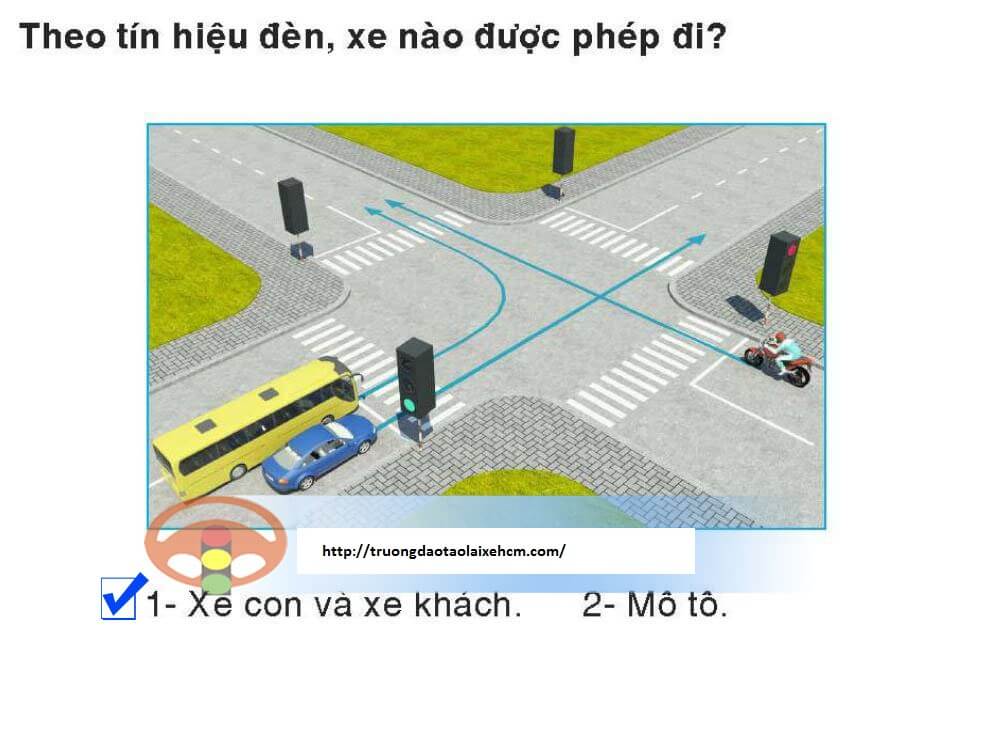 Theo tín hiệu đèn, xe nào được phép đi?
http://truongdaotaolaixehcm.com/
1- Xe con và xe khách. 2- Mô tô.